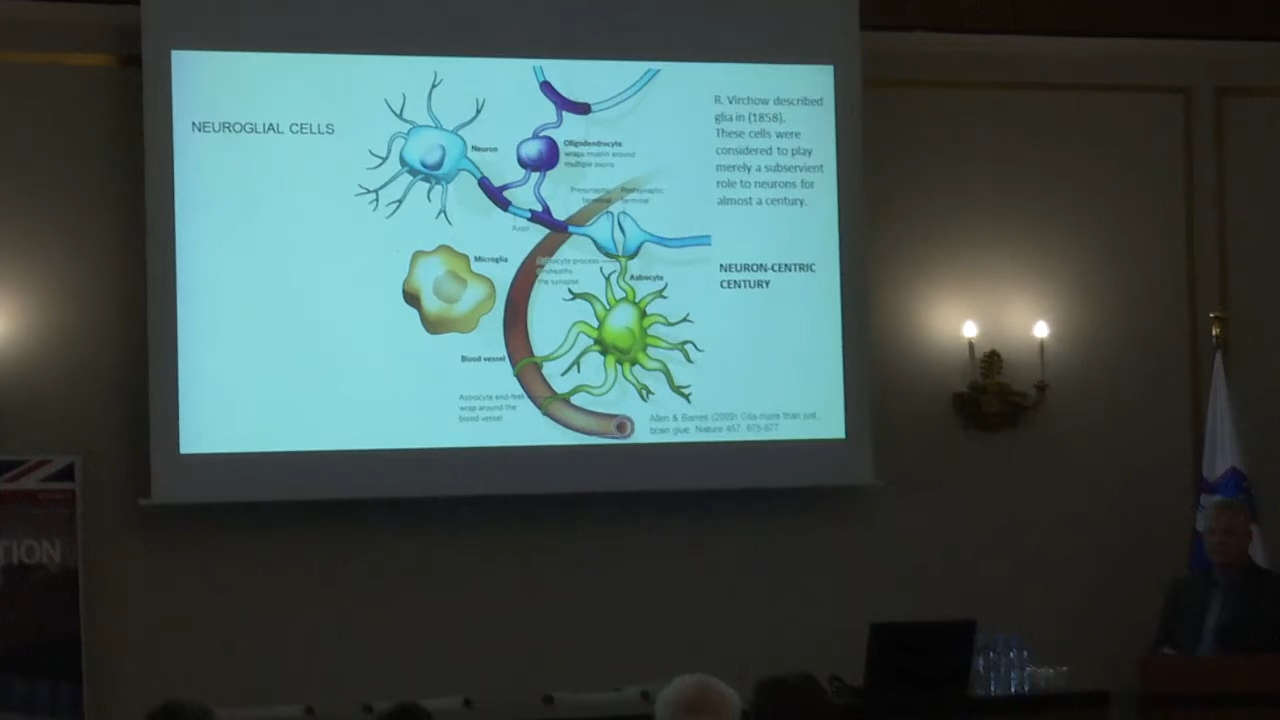 NEUROGLIAL CELLS
Neuron
Oligodendrocyte
wraps myelin around
multiple axons
Presynaptic
terminal
Postsynaptic
terminal
Axon
Microglia
Astrocyte process
ensheaths
the synapse
Astrocyte
Blood vessel
Astrocyte end-feet
wrap around the
blood vessel
R. Virchow described
glia in (1858).
These cells were
considered to play
merely a subservient
role to neurons for
almost a century.
NEURON-CENTRIC
CENTURY
Allen & Barres (2009) Glia-more than just
brain glue. Nature 457, 675-677
TION